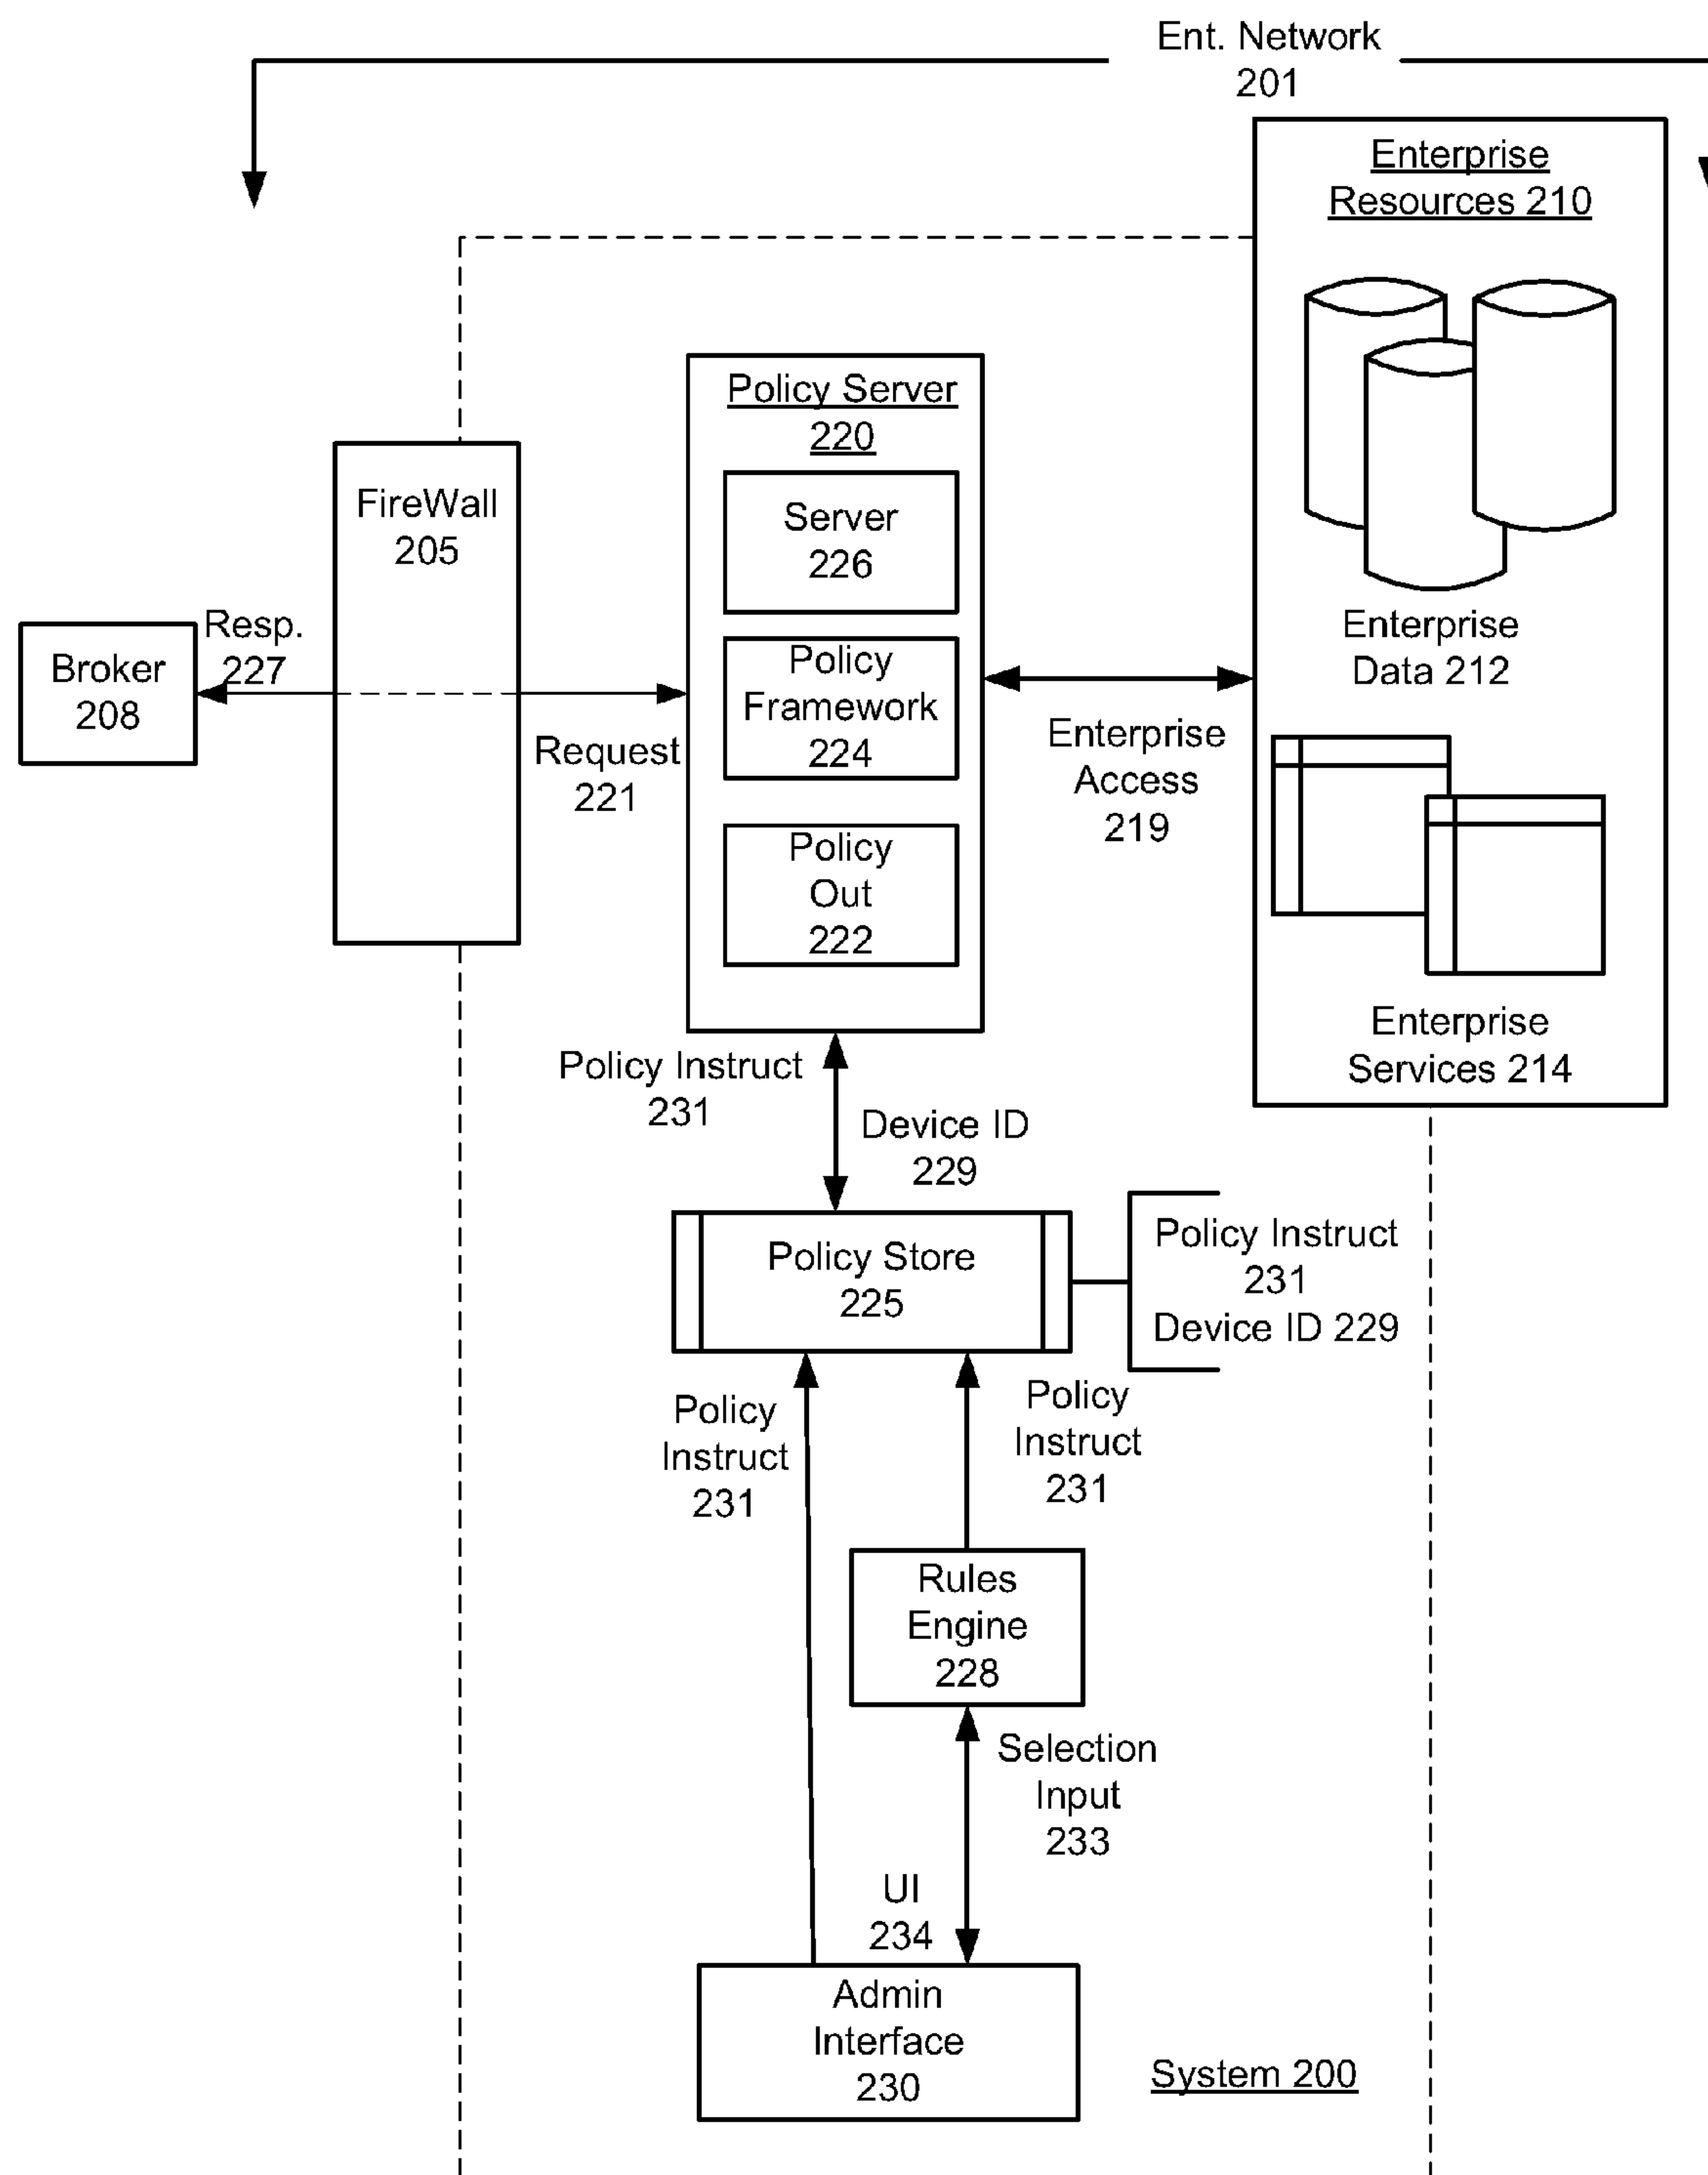 Ent. Network
201
Enterprise
Resources 210
Policy Server
220
FireWall
205
Server
226
Resp.
227
Broker
208
Policy
Framework
224
Enterprise
Data 212
Request
221
Enterprise
Access
219
Policy
Out
222
Enterprise
Services 214
Policy Instruct
231
Device ID
229
Policy Store
225
Policy Instruct
231
Device ID 229
Policy
Instruct
231
Policy
Instruct
231
Rules
Engine
228
Selection
Input
233
UI
234
Admin
Interface
230
System 200